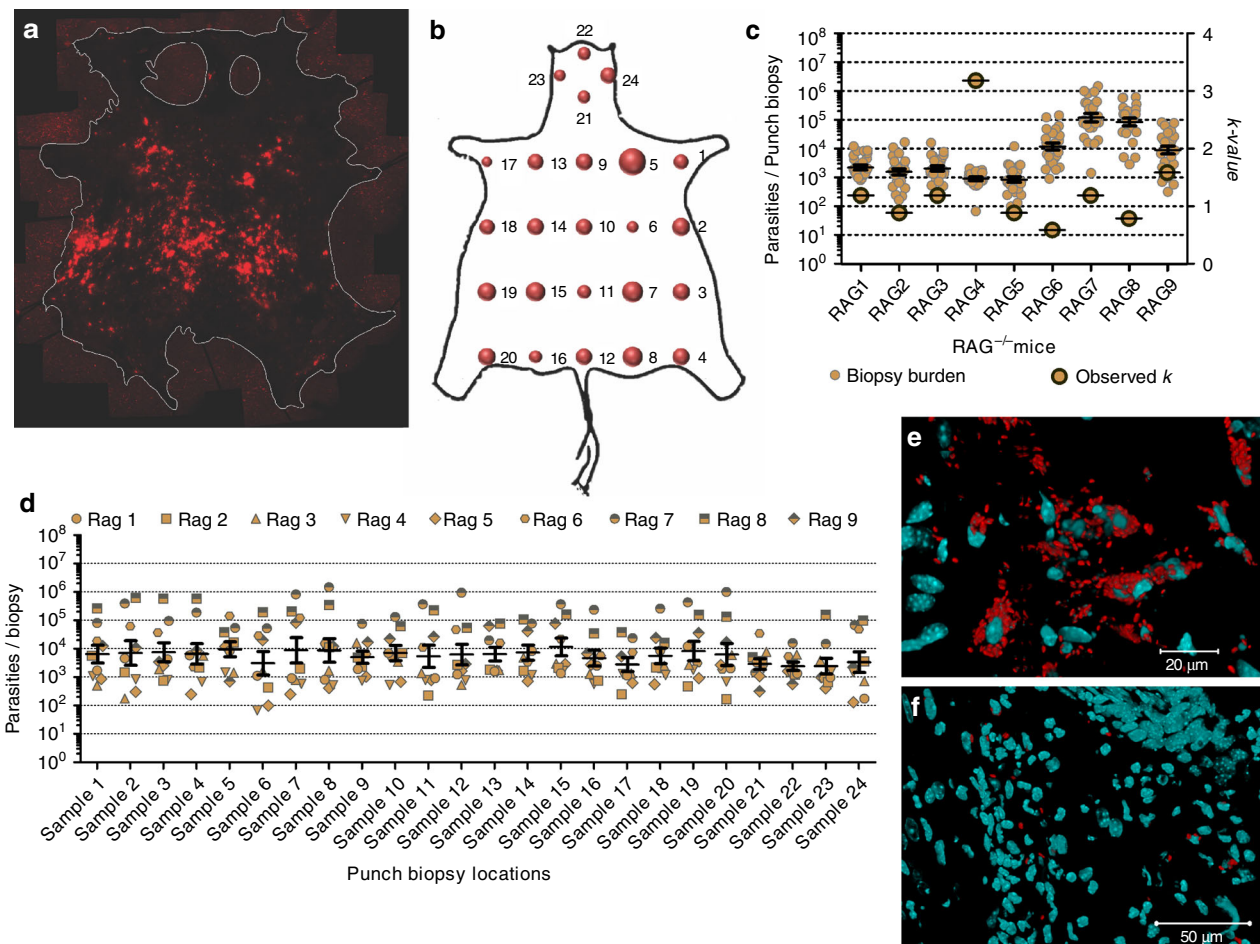 a
b
22
23
24
21
17
13
9
5
1
18
14
10
6
2
19
15
11
7
3
20
16
12
8
4
c
Parasities / Punch biopsy
10^8
10^7
10^6
10^5
10^4
10^3
10^2
10^1
10^0
4
3
2
1
0
k-value
RAG1
RAG2
RAG3
RAG4
RAG5
RAG6
RAG7
RAG8
RAG9
RAG^−/− mice
Biopsy burden
Observed k
d
Rag 1
Rag 2
Rag 3
Rag 4
Rag 5
Rag 6
Rag 7
Rag 8
Rag 9
Parasities / biopsy
10^8
10^7
10^6
10^5
10^4
10^3
10^2
10^1
10^0
Sample 1
Sample 2
Sample 3
Sample 4
Sample 5
Sample 6
Sample 7
Sample 8
Sample 9
Sample 10
Sample 11
Sample 12
Sample 13
Sample 14
Sample 15
Sample 16
Sample 17
Sample 18
Sample 19
Sample 20
Sample 21
Sample 22
Sample 23
Sample 24
Punch biopsy locations
e
20 µm
f
50 µm